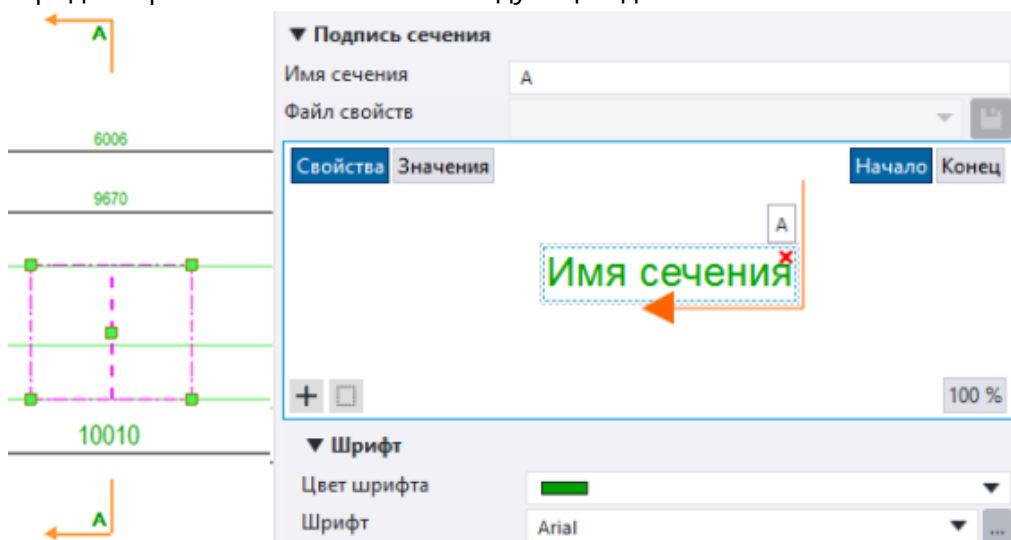 А
6006
9670
10010
А
▼ Подпись сечения
Имя сечения
А
Файл свойств
Свойства Значения
Начало Конец
А
Имя сечения
100 %
▼ Шрифт
Цвет шрифта
Шрифт
Arial
...